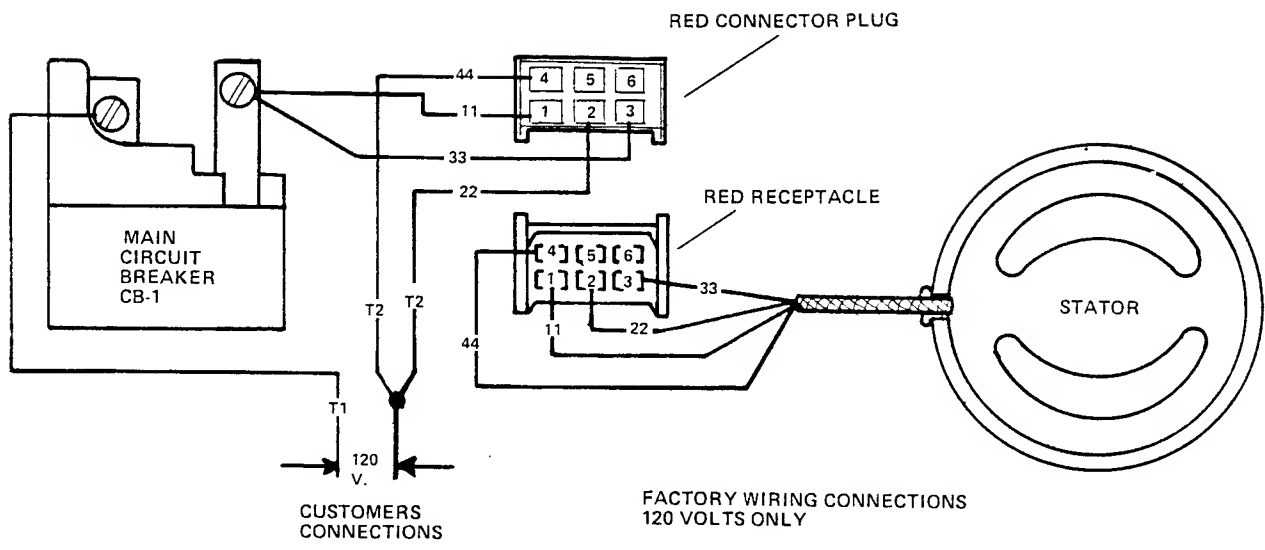 RED CONNECTOR PLUG
44
4 5 6
11
1 2 3
33
22
RED RECEPTACLE
MAIN
CIRCUIT
BREAKER
CB-1
4 5 6
1 2 3
33
STATOR
T2
T2
11
22
44
T1
120
V.
CUSTOMERS
CONNECTIONS
FACTORY WIRING CONNECTIONS
120 VOLTS ONLY